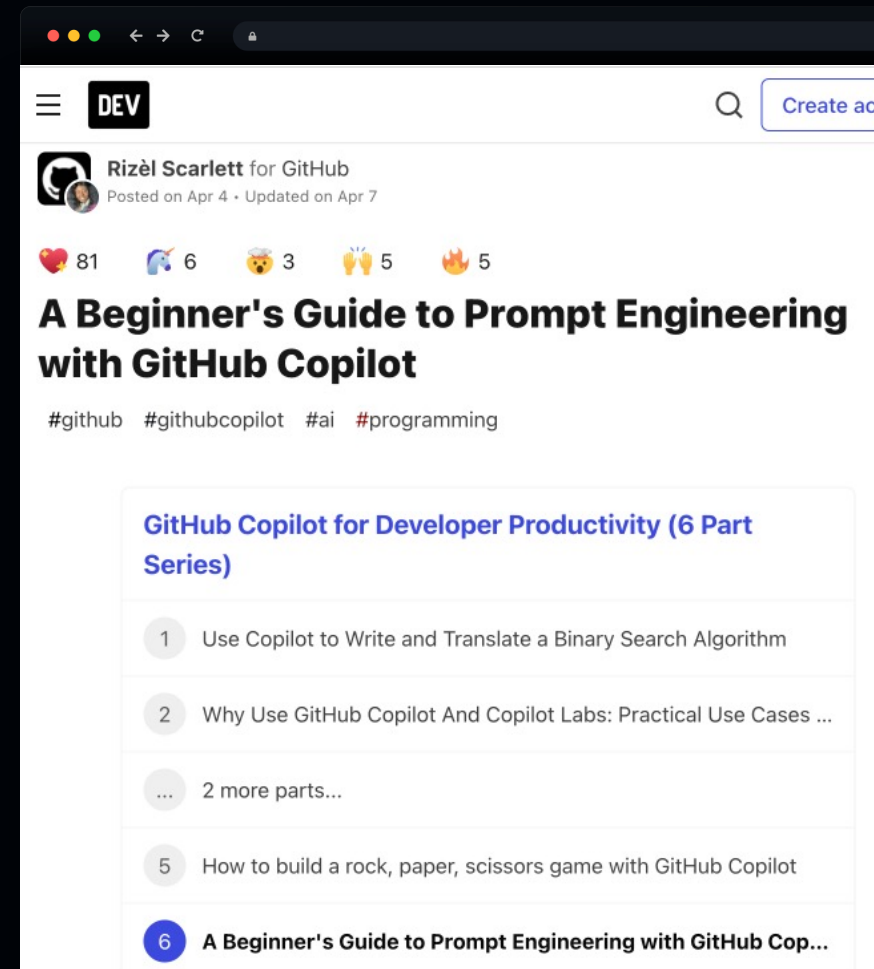 DEV
Create ac
Rizèl Scarlett for GitHub
Posted on Apr 4 • Updated on Apr 7
81 6 3 5 5
A Beginner's Guide to Prompt Engineering
with GitHub Copilot
#github #githubcopilot #ai #programming
GitHub Copilot for Developer Productivity (6 Part
Series)
1 Use Copilot to Write and Translate a Binary Search Algorithm
2 Why Use GitHub Copilot And Copilot Labs: Practical Use Cases ...
... 2 more parts...
5 How to build a rock, paper, scissors game with GitHub Copilot
6 A Beginner's Guide to Prompt Engineering with GitHub Cop...